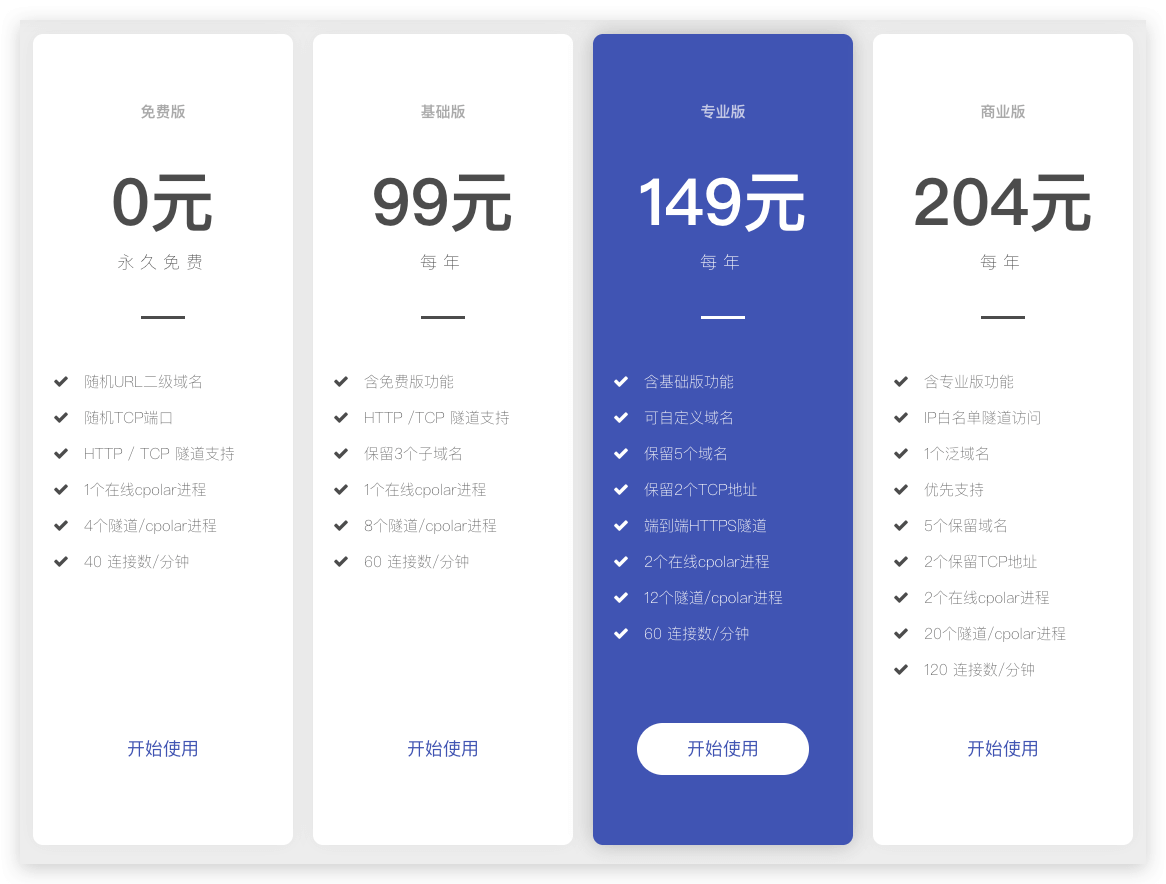 免费版
0元
永久免费
随机URL二级域名
随机TCP端口
HTTP / TCP 隧道支持
1个在线cpolar进程
4个隧道/cpolar进程
40 连接数/分钟
开始使用
基础版
99元
每年
含免费版功能
HTTP /TCP 隧道支持
保留3个子域名
1个在线cpolar进程
8个隧道/cpolar进程
60 连接数/分钟
开始使用
专业版
149元
每年
含基础版功能
可自定义域名
保留5个域名
保留2个TCP地址
端到端HTTPS隧道
2个在线cpolar进程
12个隧道/cpolar进程
60 连接数/分钟
开始使用
商业版
204元
每年
含专业版功能
IP白名单隧道访问
1个泛域名
优先支持
5个保留域名
2个保留TCP地址
2个在线cpolar进程
20个隧道/cpolar进程
120 连接数/分钟
开始使用